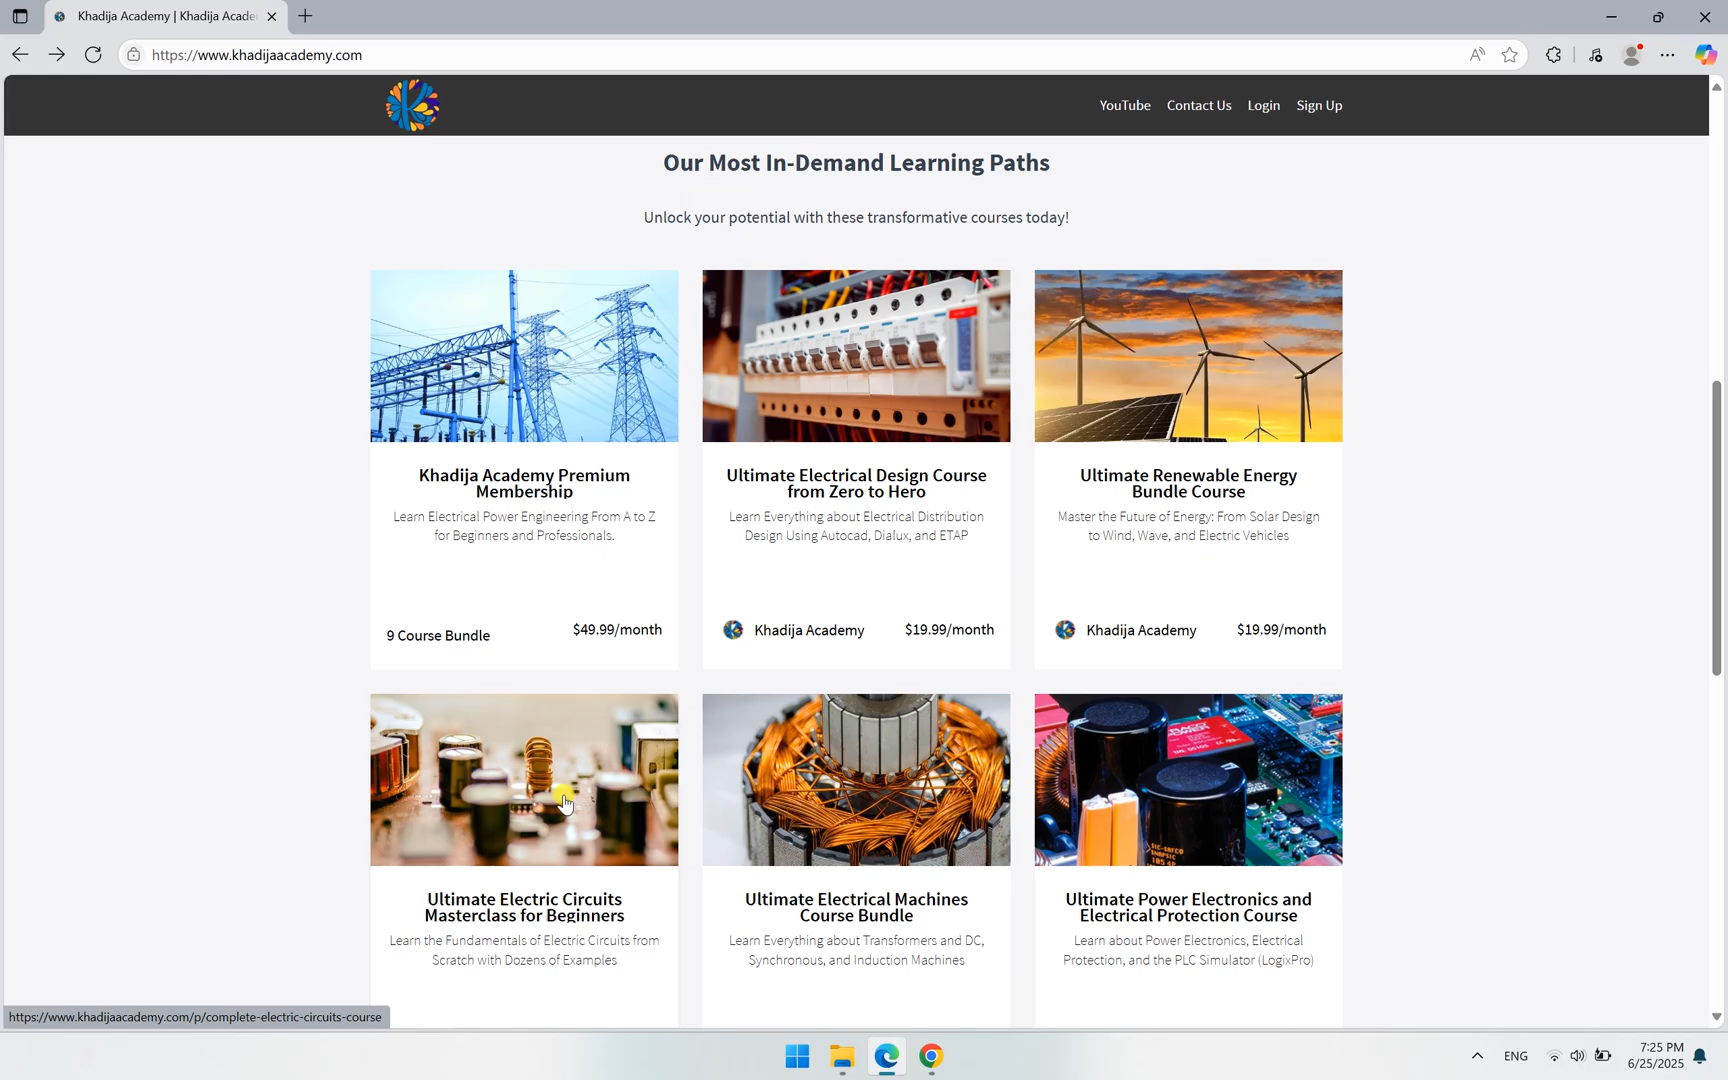 Khadija Academy | Khadija Acade
https://www.khadijaacademy.com
YouTube Contact Us Login Sign Up
Our Most In-Demand Learning Paths
Unlock your potential with these transformative courses today!
Khadija Academy Premium
Membership
Learn Electrical Power Engineering From A to Z
for Beginners and Professionals.
9 Course Bundle $49.99/month
Ultimate Electrical Design Course
from Zero to Hero
Learn Everything about Electrical Distribution
Design Using Autocad, Dialux, and ETAP
Khadija Academy $19.99/month
Ultimate Renewable Energy
Bundle Course
Master the Future of Energy: From Solar Design
to Wind, Wave, and Electric Vehicles
Khadija Academy $19.99/month
Ultimate Electric Circuits
Masterclass for Beginners
Learn the Fundamentals of Electric Circuits from
Scratch with Dozens of Examples
Ultimate Electrical Machines
Course Bundle
Learn Everything about Transformers and DC,
Synchronous, and Induction Machines
Ultimate Power Electronics and
Electrical Protection Course
Learn about Power Electronics, Electrical
Protection, and the PLC Simulator (LogixPro)
https://www.khadijaacademy.com/p/complete-electric-circuits-course
ENG
7:25 PM
6/25/2025